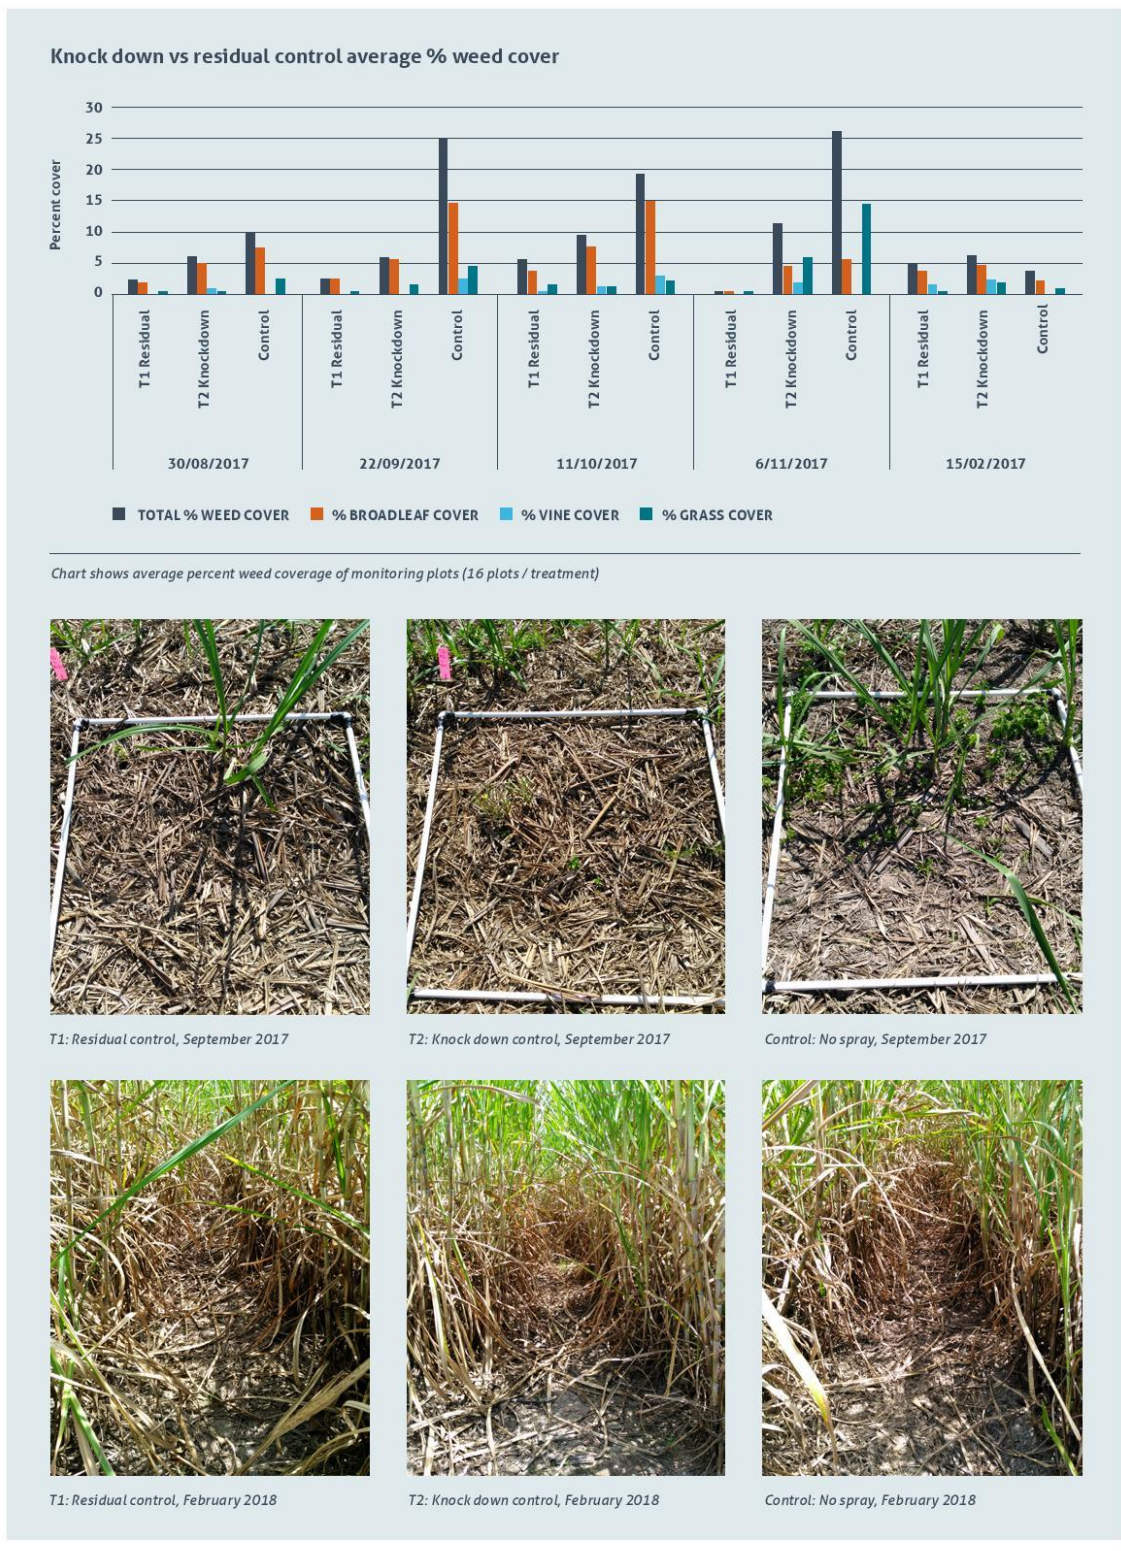 Knock down vs residual control average % weed cover
Percent cover
30
25
20
15
10
5
0
T1 Residual
T2 Knockdown
Control
T1 Residual
T2 Knockdown
Control
T1 Residual
T2 Knockdown
Control
T1 Residual
T2 Knockdown
Control
T1 Residual
T2 Knockdown
Control
30/08/2017
22/09/2017
11/10/2017
6/11/2017
15/02/2017
TOTAL % WEED COVER
% BROADLEAF COVER
% VINE COVER
% GRASS COVER
Chart shows average percent weed coverage of monitoring plots (16 plots / treatment)
T1: Residual control, September 2017
T2: Knock down control, September 2017
Control: No spray, September 2017
T1: Residual control, February 2018
T2: Knock down control, February 2018
Control: No spray, February 2018